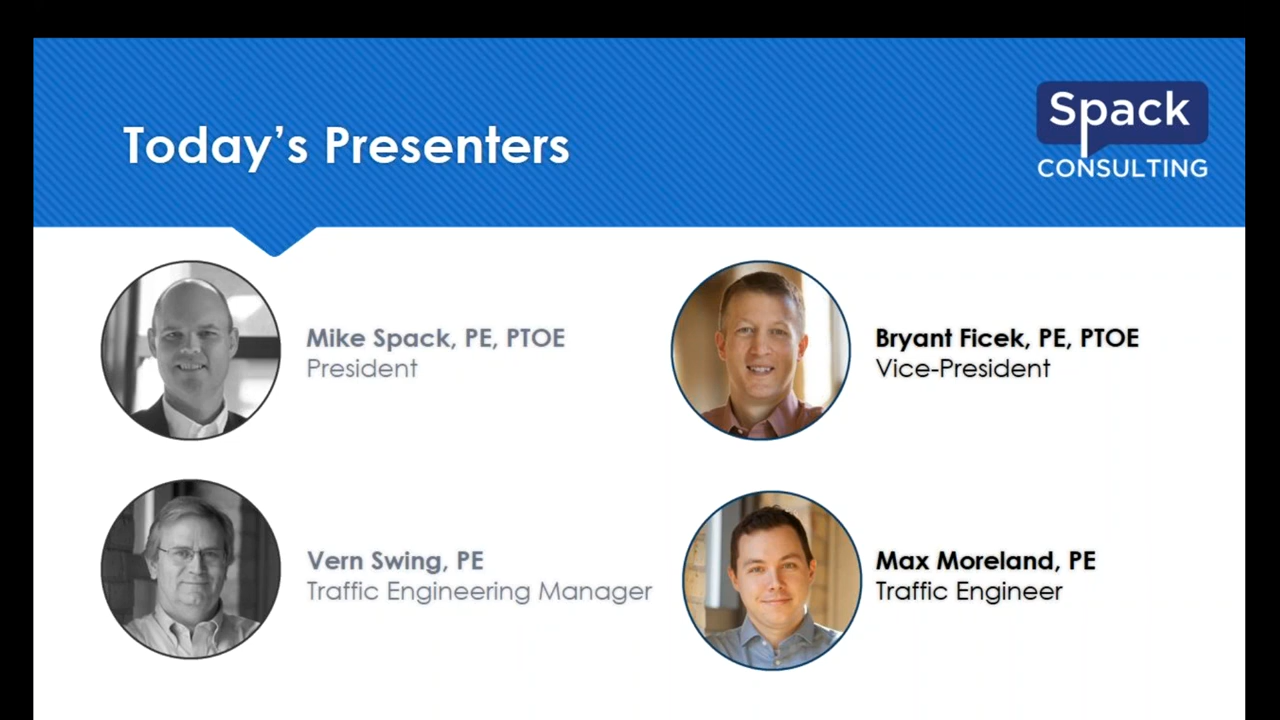 Today's Presenters
Spack
CONSULTING
Mike Spack, PE, PTOE
President
Bryant Ficek, PE, PTOE
Vice-President
Vern Swing, PE
Traffic Engineering Manager
Max Moreland, PE
Traffic Engineer